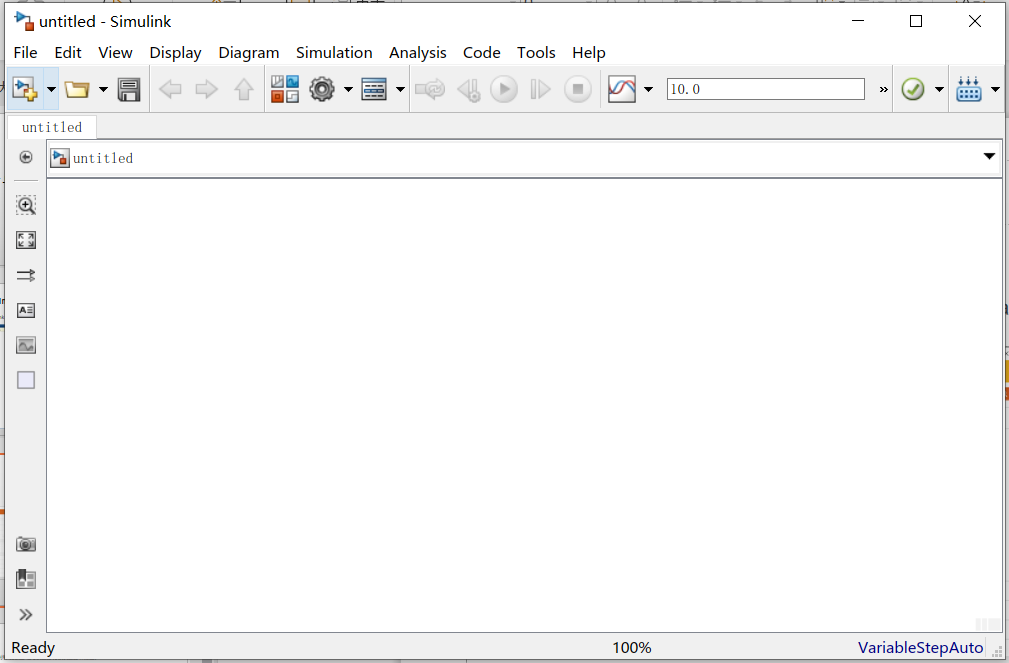 untitled - Simulink
File Edit View Display Diagram Simulation Analysis Code Tools Help
10.0 »
untitled
untitled
Ready 100% VariableStepAuto